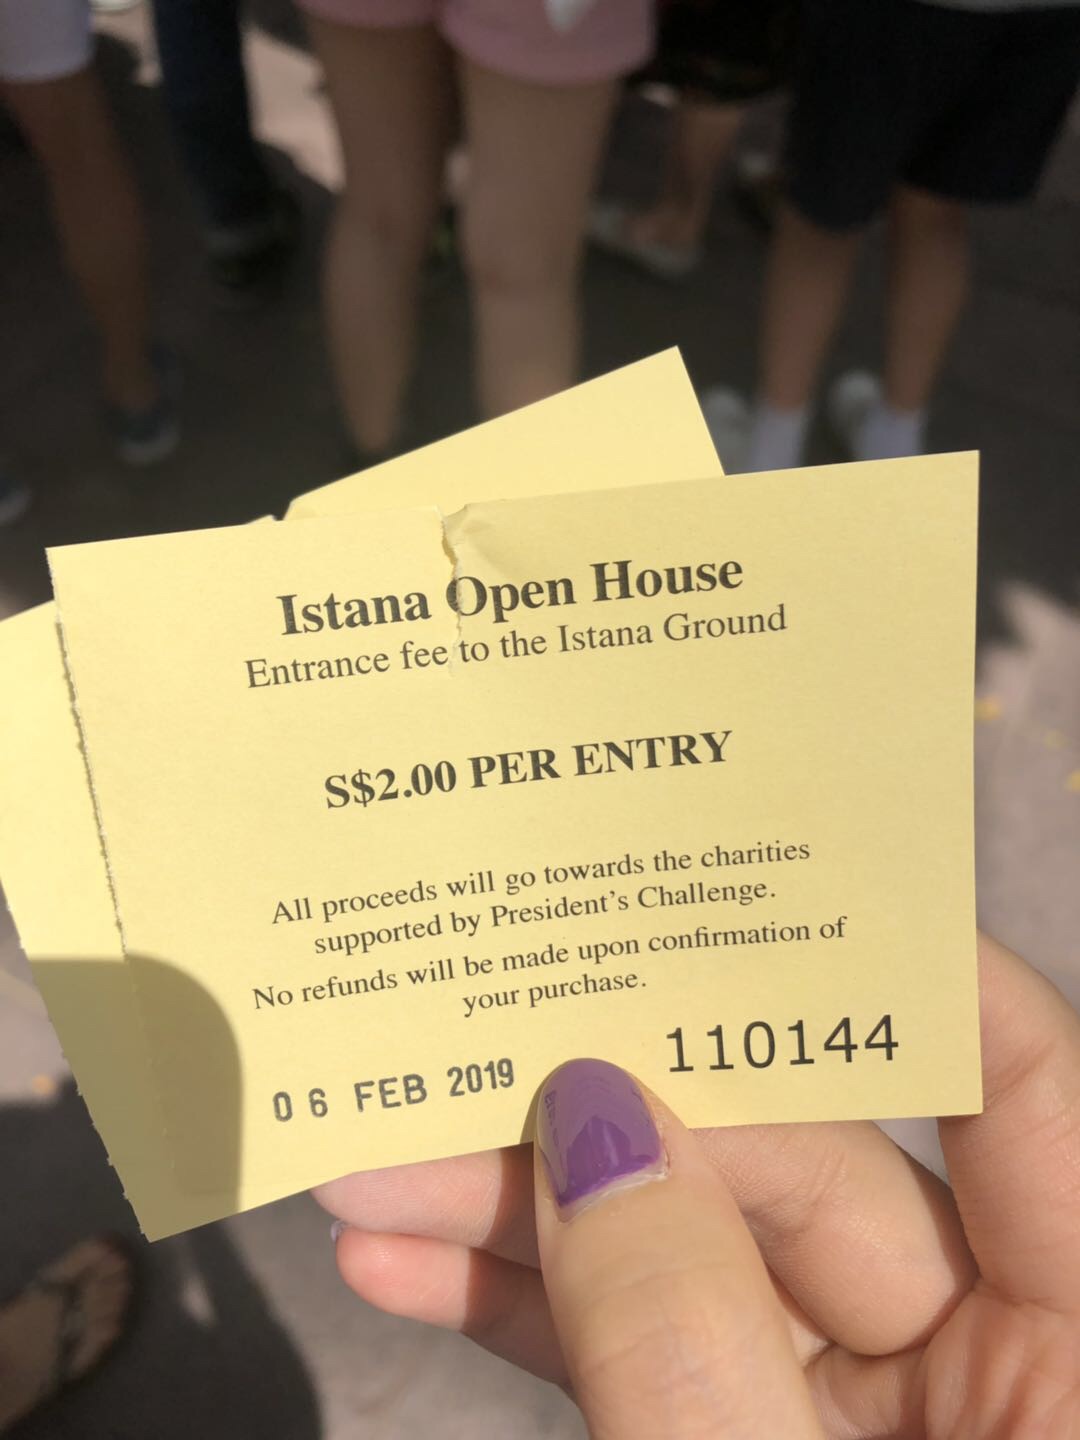 Istana Open House
Entrance fee to the Istana Ground
S$2.00 PER ENTRY
All proceeds will go towards the charities
supported by President's Challenge.
No refunds will be made upon confirmation of
your purchase.
06 FEB 2019
110144